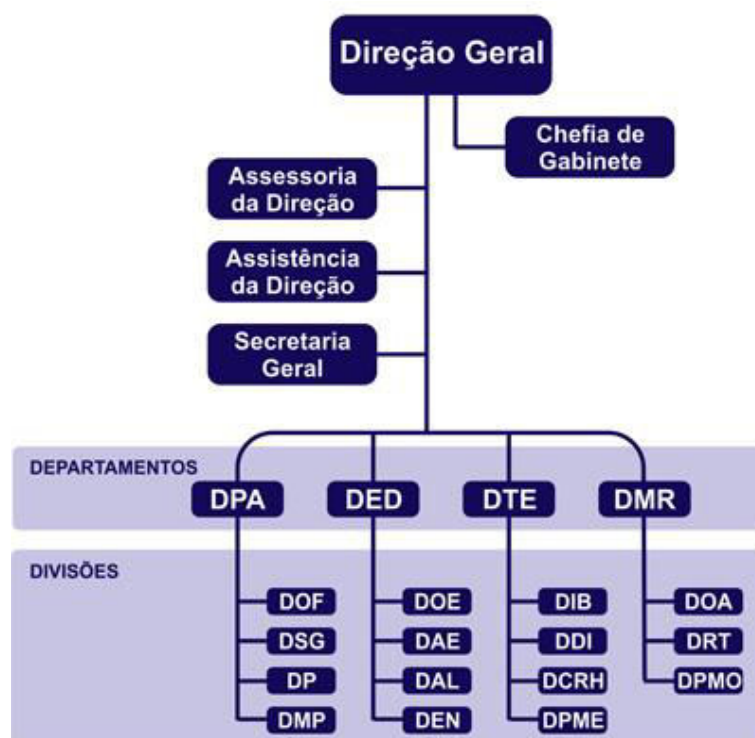 Direção Geral
Chefia de
Gabinete
Assessoria
da Direção
Assistência
da Direção
Secretaria
Geral
DEPARTAMENTOS
DPA
DED
DTE
DMR
DIVISÕES
DOF
DOE
DIB
DOA
DSG
DAE
DDI
DRT
DP
DAL
DCRH
DPMO
DMP
DEN
DPME